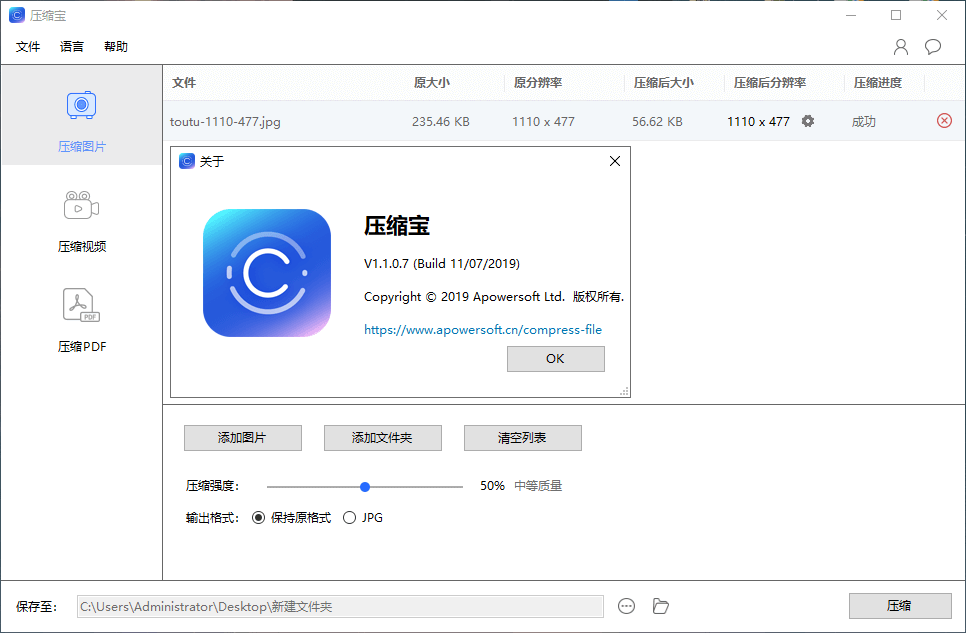 压缩宝
文件 语言 帮助
文件 原大小 原分辨率 压缩后大小 压缩后分辨率 压缩进度
toutu-1110-477.jpg 235.46 KB 1110 x 477 56.62 KB 1110 x 477 成功
压缩图片
压缩视频
PDF
压缩PDF
关于
压缩宝
V1.1.0.7 (Build 11/07/2019)
Copyright © 2019 Apowersoft Ltd. 版权所有.
https://www.apowersoft.cn/compress-file
OK
添加图片 添加文件夹 清空列表
压缩强度: 50% 中等质量
输出格式: 保持原格式 JPG
保存至: C:\Users\Administrator\Desktop\新建文件夹 压缩